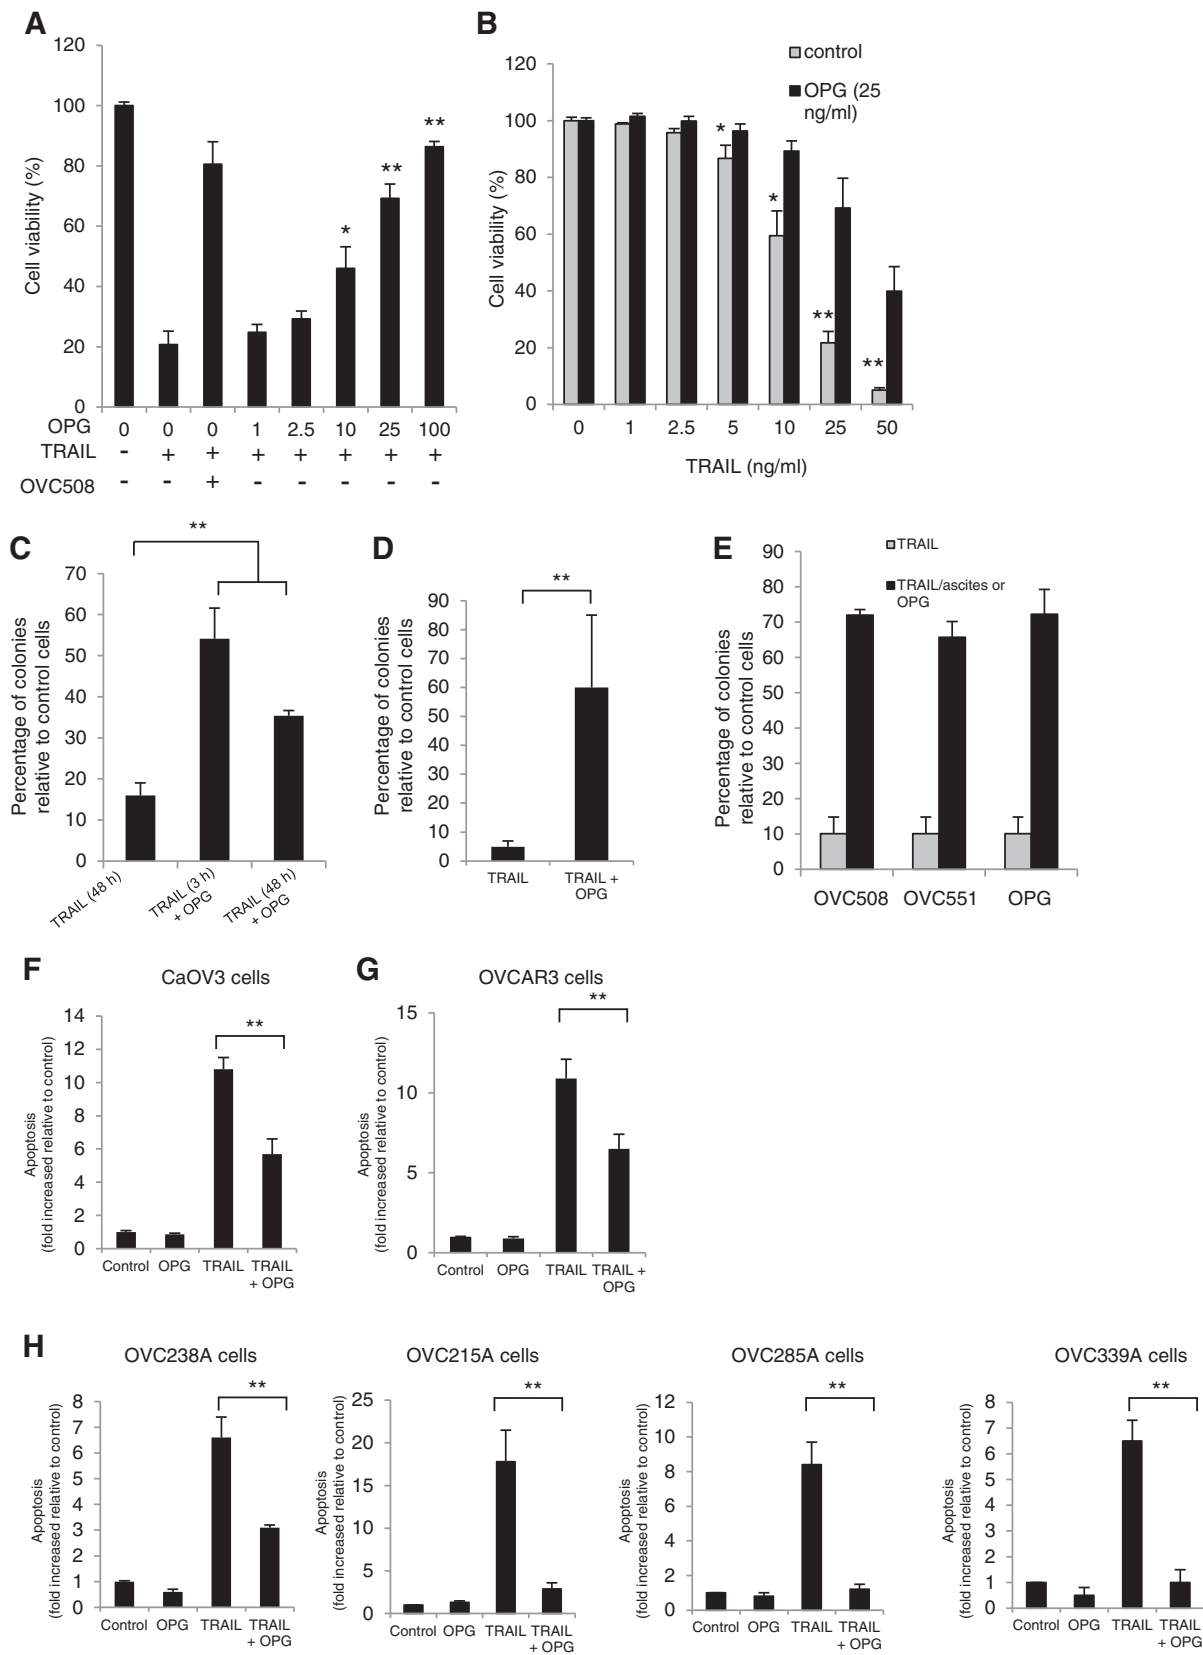 A
120
100
80
60
40
20
0
Cell viability (%)
**
**
*
OPG 0 0 0 1 2.5 10 25 100
TRAIL - + + + + + + +
OVC508 - - + - - - - -
B
control
OPG (25
ng/ml)
120
100
80
60
40
20
0
Cell viability (%)
*
*
**
**
0 1 2.5 5 10 25 50
TRAIL (ng/ml)
C
**
70
60
50
40
30
20
10
0
Percentage of colonies
relative to control cells
TRAIL (48 h)
TRAIL (3 h)
+ OPG
TRAIL (48 h)
+ OPG
D
**
90
80
70
60
50
40
30
20
10
0
Percentage of colonies
relative to control cells
TRAIL
TRAIL +
OPG
E
TRAIL
TRAIL/ascites or
OPG
90
80
70
60
50
40
30
20
10
0
Percentage of colonies
relative to control cells
OVC508 OVC551 OPG
F
CaOV3 cells
**
14
12
10
8
6
4
2
0
Apoptosis
(fold increased relative to control)
Control OPG TRAIL TRAIL
+ OPG
G
OVCAR3 cells
**
15
10
5
0
Apoptosis
(fold increased relative to control)
Control OPG TRAIL TRAIL +
OPG
H
OVC238A cells
**
8
7
6
5
4
3
2
1
0
Apoptosis
(fold increased relative to control)
Control OPG TRAIL TRAIL
+ OPG
OVC215A cells
**
25
20
15
10
5
0
Apoptosis
(fold increased relative to control)
Control OPG TRAIL TRAIL
+ OPG
OVC285A cells
**
12
10
8
6
4
2
0
Apoptosis
(fold increased relative to control)
Control OPG TRAIL TRAIL
+ OPG
OVC339A cells
**
8
7
6
5
4
3
2
1
0
Apoptosis
(fold increased relative to control)
Control OPG TRAIL TRAIL
+ OPG